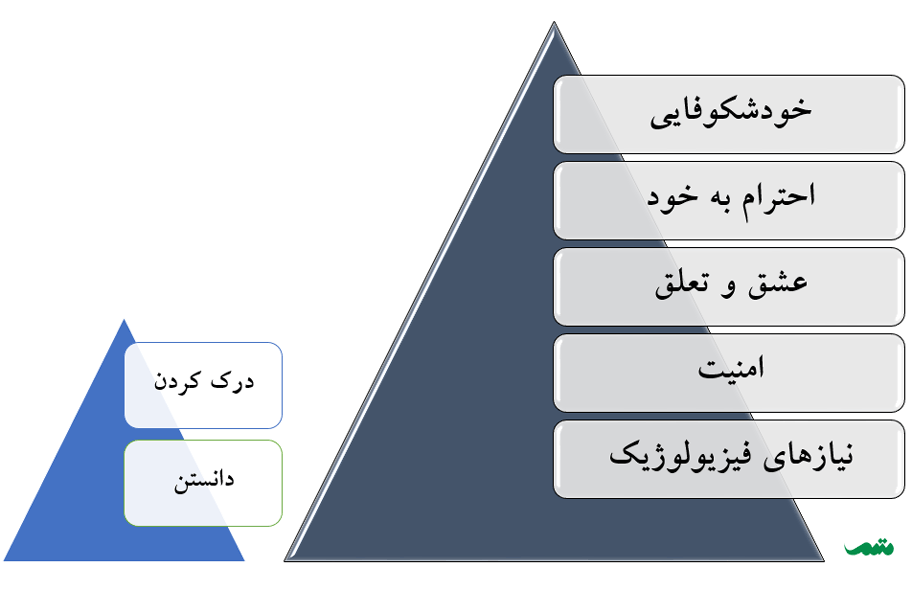 خودشکوفایی
احترام به خود
عشق و تعلق
امنیت
نیازهای فیزیولوژیک
درک کردن
دانستن